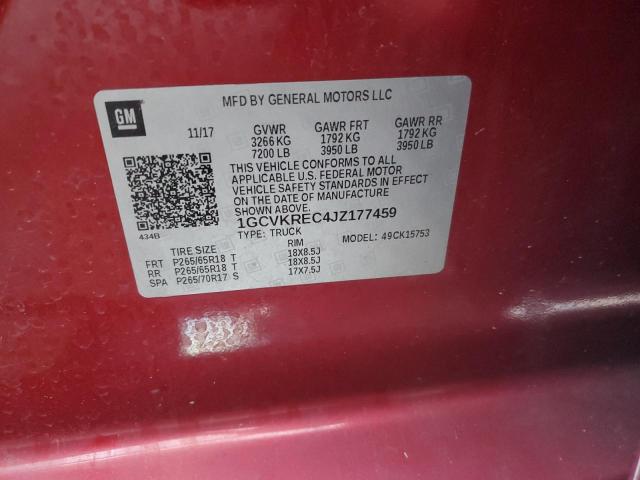 MFD BY GENERAL MOTORS LLC
GM
11/17
GVWR GAWR FRT GAWR RR
3266 KG 1792 KG 1792 KG
7200 LB 3950 LB 3950 LB
THIS VEHICLE CONFORMS TO ALL
APPLICABLE U.S. FEDERAL MOTOR
VEHICLE SAFETY STANDARDS IN EFFECT
ON THE DATE OF MANUFACTURE
SHOWN ABOVE.
1GCVKREC4JZ177459
434B
TYPE: TRUCK
TIRE SIZE RIM MODEL: 49CK15753
FRT P265/65R18 T 18X8.5J
RR P265/65R18 T 18X8.5J
SPA P265/70R17 S 17X7.5J